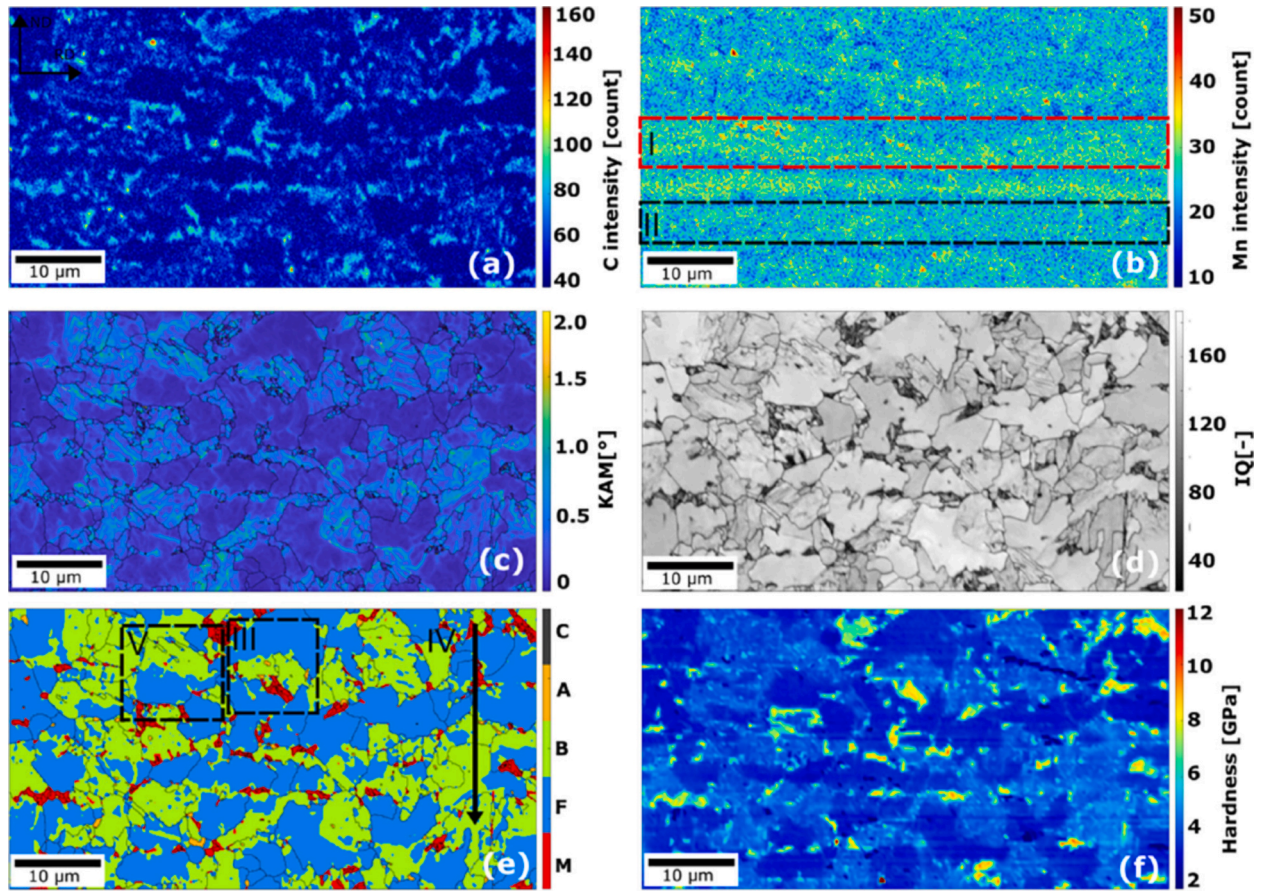 ND
RD
(a)
10 µm
160
140
120
100
80
60
40
C intensity [count]
I
II
(b)
10 µm
50
40
30
20
10
Mn intensity [count]
(c)
10 µm
2.0
1.5
1.0
0.5
0
KAM[°]
(d)
10 µm
160
120
80
40
IQ[-]
V
III
IV
(e)
10 µm
C
A
B
F
M
(f)
10 µm
12
10
8
6
4
2
Hardness [GPa]